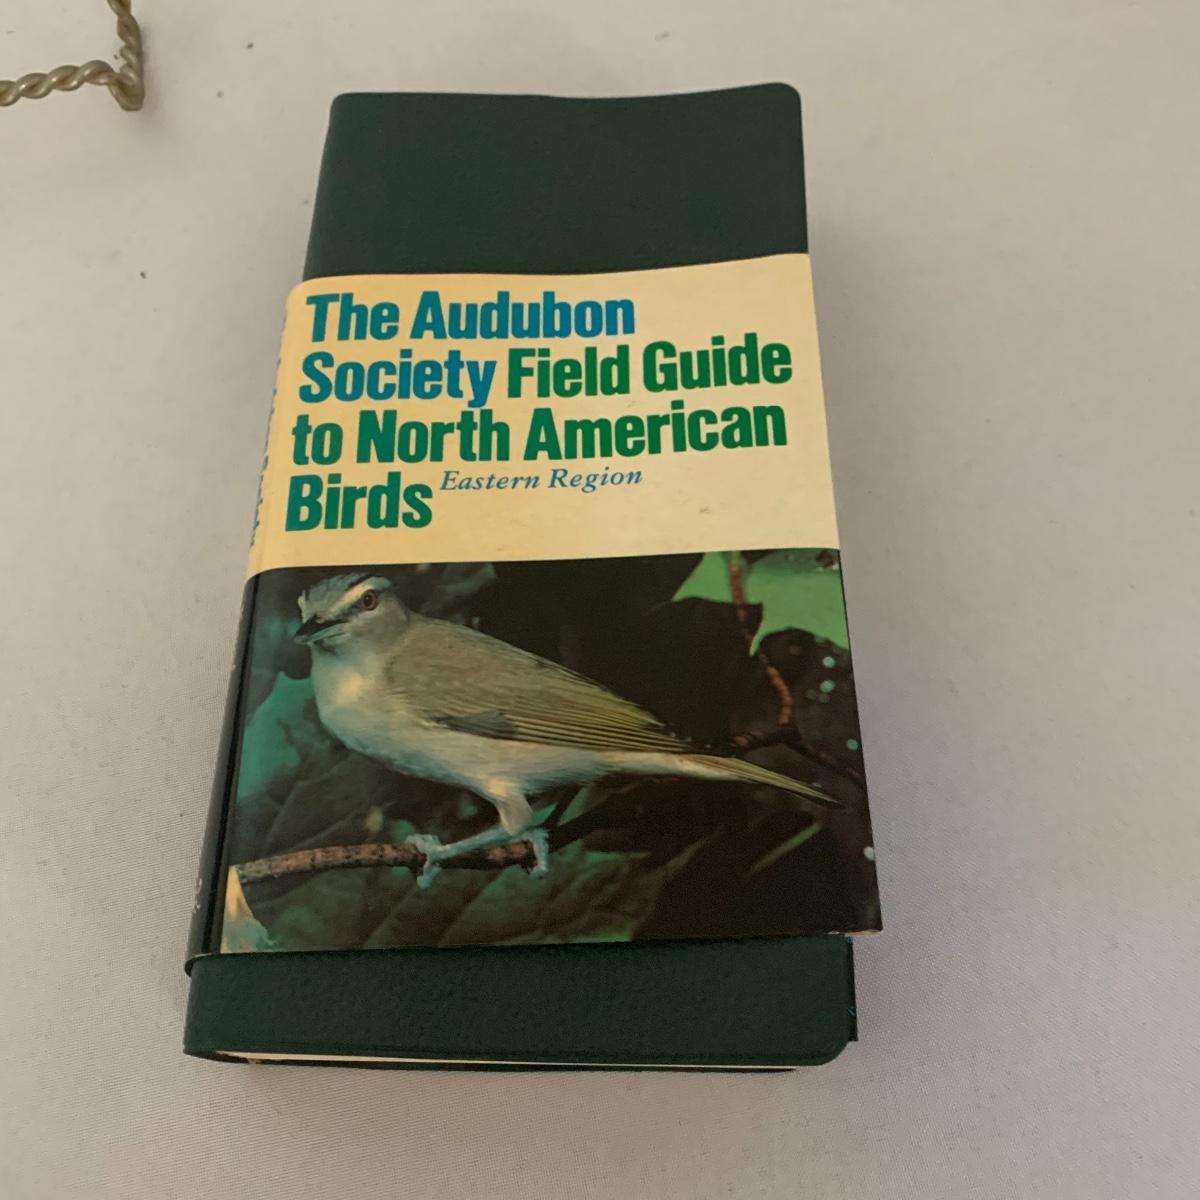 The Audubon
Society Field Guide
to North American
Birds Eastern Region